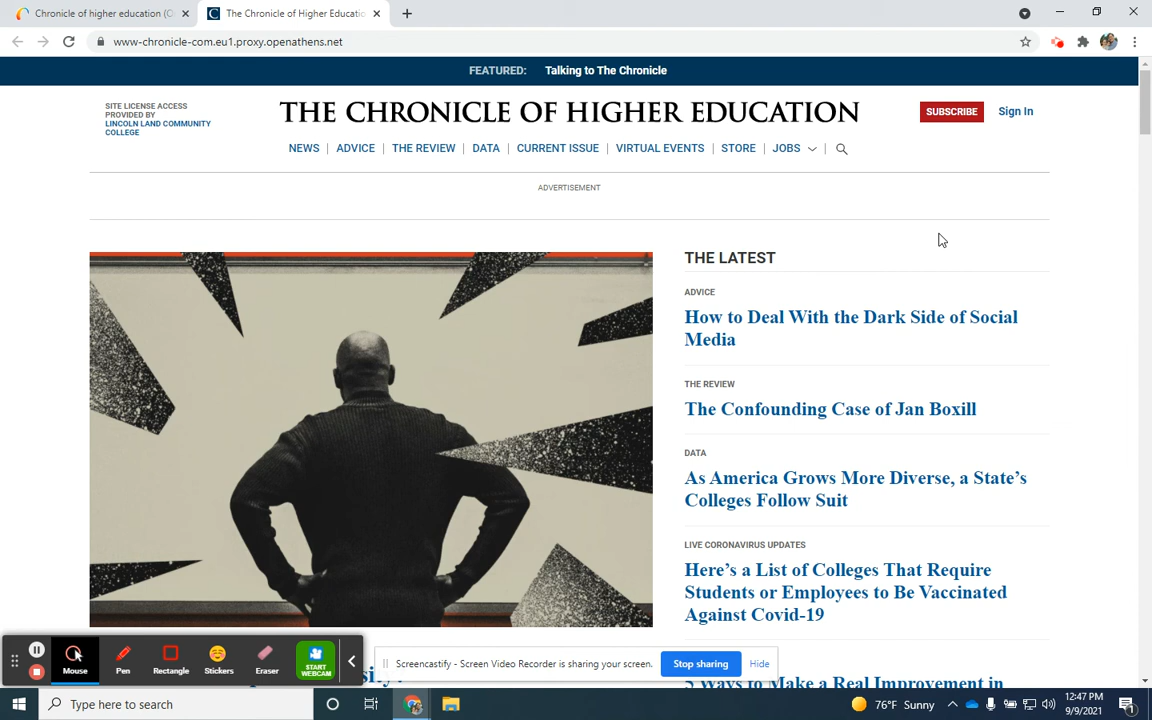 Chronicle of higher education (C
The Chronicle of Higher Educatio
www-chronicle-com.eu1.proxy.openathens.net
FEATURED: Talking to The Chronicle
SITE LICENSE ACCESS
PROVIDED BY
LINCOLN LAND COMMUNITY
COLLEGE
THE CHRONICLE OF HIGHER EDUCATION
SUBSCRIBE
Sign In
NEWS
ADVICE
THE REVIEW
DATA
CURRENT ISSUE
VIRTUAL EVENTS
STORE
JOBS
ADVERTISEMENT
THE LATEST
ADVICE
How to Deal With the Dark Side of Social
Media
THE REVIEW
The Confounding Case of Jan Boxill
DATA
As America Grows More Diverse, a State's
Colleges Follow Suit
LIVE CORONAVIRUS UPDATES
Here's a List of Colleges That Require
Students or Employees to Be Vaccinated
Against Covid-19
5 Ways to Make a Real Improvement in
Mouse
Pen
Rectangle
Stickers
Eraser
START
WEBCAM
Screencastify - Screen Video Recorder is sharing your screen.
Stop sharing
Hide
Type here to search
76°F Sunny
12:47 PM
9/9/2021
1